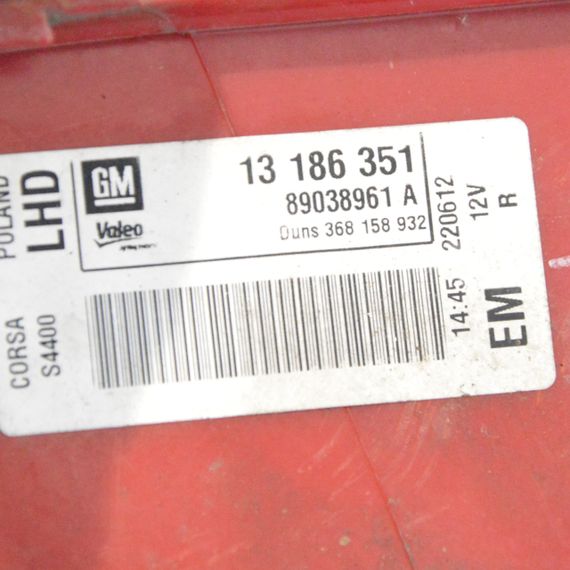 POLAND
LHD
GM
Valeo
13 186 351
89038961 A
Duns 368 158 932
220612
12V
R
CORSA
S4400
14:45
EM